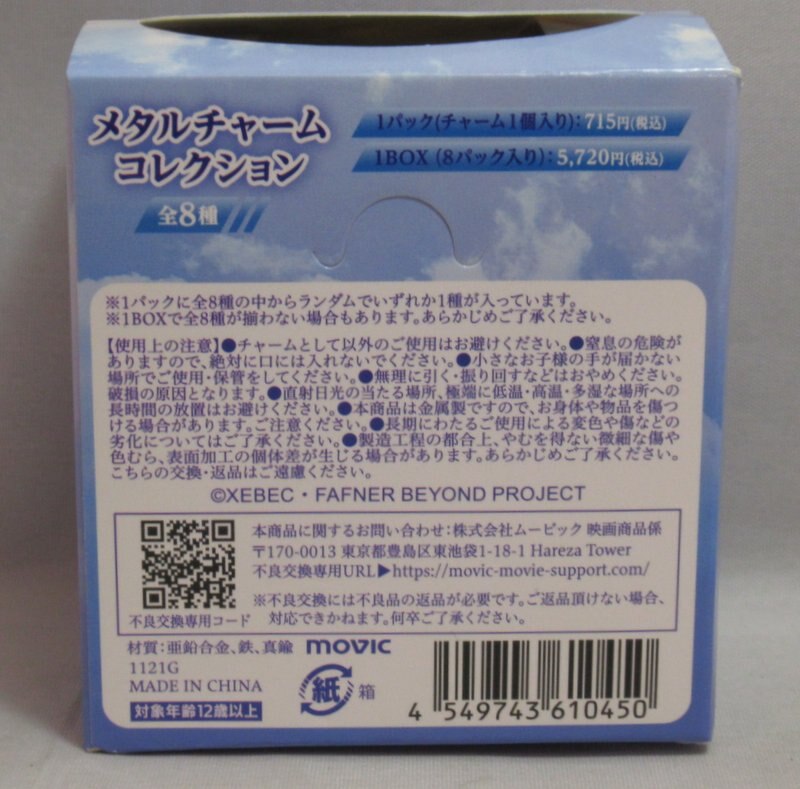 メタルチャーム
コレクション
全8種
1パック(チャーム1個入り):715円(税込)
1BOX(8パック入り):5,720円(税込)
※1パックに全8種の中からランダムでいずれか1種が入っています。
※1BOXで全8種が揃わない場合もあります。あらかじめご了承ください。
【使用上の注意】●チャームとして以外のご使用はお避けください。●窒息の危険が
ありますので、絶対に口には入れないでください。●小さなお子様の手が届かない
場所でご使用・保管をしてください。●無理に引く・振り回すなどはおやめください。
破損の原因となります。●直射日光の当たる場所、極端に低温・高温・多湿な場所への
長時間の放置はお避けください。●本商品は金属製ですので、お身体や物品を傷つ
ける場合があります。ご注意ください。●長期にわたるご使用による変色や傷などの
劣化についてはご了承ください。●製造工程の都合上、やむを得ない微細な傷や
色むら、表面加工の個体差が生じる場合があります。あらかじめご了承ください。
こちらの交換・返品はご遠慮ください。
©XEBEC・FAFNER BEYOND PROJECT
本商品に関するお問い合わせ:株式会社ムービック 映画商品係
〒170-0013 東京都豊島区東池袋1-18-1 Hareza Tower
不良交換専用URL▶https://movic-movie-support.com/
※不良交換には不良品の返品が必要です。ご返品頂けない場合、
対応できかねます。何卒ご了承ください。
不良交換専用コード
材質:亜鉛合金、鉄、真鍮
1121G
MADE IN CHINA
対象年齢12歳以上
movic
紙
箱
4 549743 610450